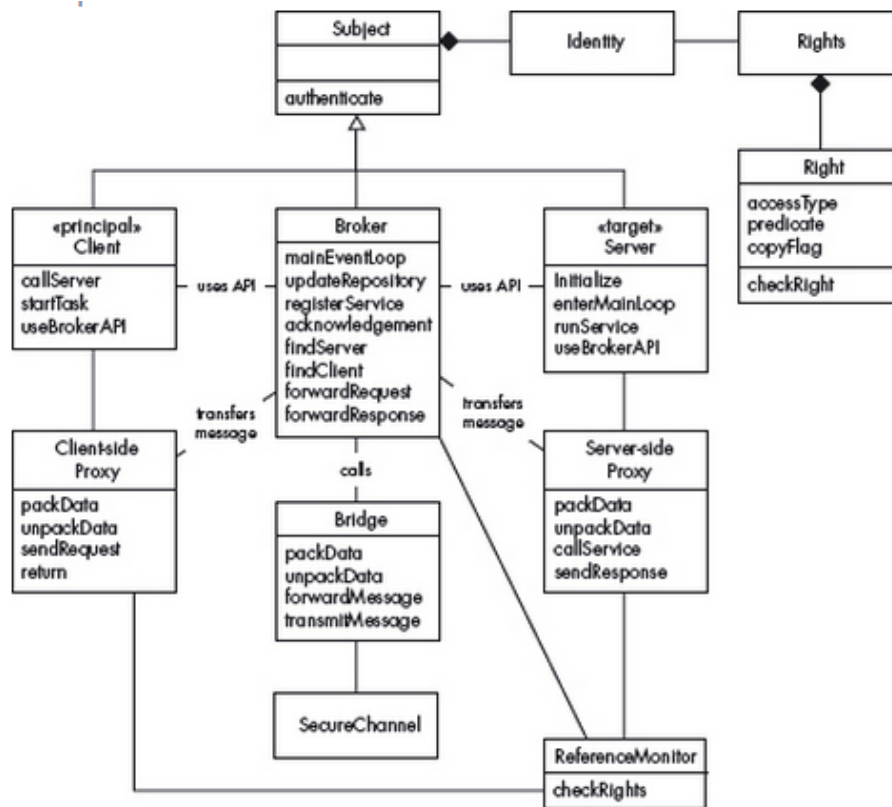 Subject
authenticate
Identity
Rights
Right
accessType
predicate
copyFlag
checkRight
«principal»
Client
callServer
startTask
useBrokerAPI
uses API
Broker
mainEventLoop
updateRepository
registerService
acknowledgement
findServer
findClient
forwardRequest
forwardResponse
uses API
«target»
Server
Initialize
enterMainLoop
runService
useBrokerAPI
transfers
message
transfers
message
Client-side
Proxy
packData
unpackData
sendRequest
return
calls
Bridge
packData
unpackData
forwardMessage
transmitMessage
Server-side
Proxy
packData
unpackData
callService
sendResponse
SecureChannel
ReferenceMonitor
checkRights